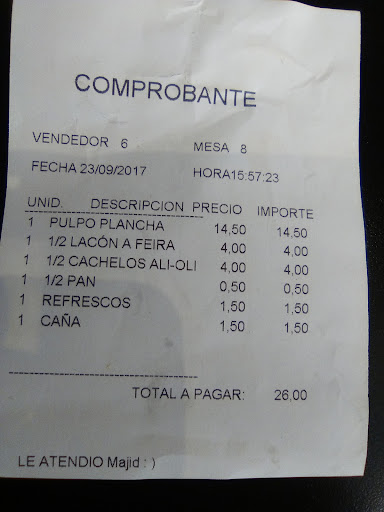 COMPROBANTE
VENDEDOR 6 MESA 8
FECHA 23/09/2017 HORA15:57:23
UNID. DESCRIPCION PRECIO IMPORTE
1 PULPO PLANCHA 14,50 14,50
1 1/2 LACÓN A FEIRA 4,00 4,00
1 1/2 CACHELOS ALI-OLI 4,00 4,00
1 1/2 PAN 0,50 0,50
1 REFRESCOS 1,50 1,50
1 CAÑA 1,50 1,50
TOTAL A PAGAR: 26,00
LE ATENDIO Majid : )